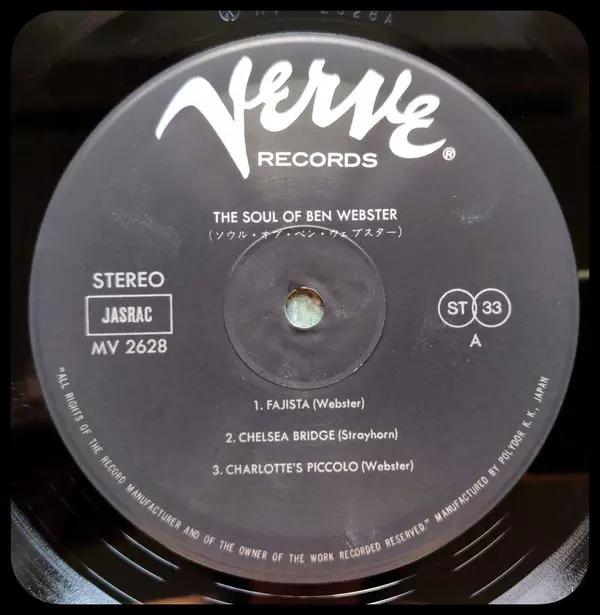 Verve
RECORDS ®
THE SOUL OF BEN WEBSTER
(ソウル・オブ・ベン・ウェブスター)
STEREO
JASRAC
MV 2628
ST 33
A
1. FAJISTA (Webster)
2. CHELSEA BRIDGE (Strayhorn)
3. CHARLOTTE'S PICCOLO (Webster)
"ALL RIGHTS OF THE RECORD MANUFACTURER AND OF THE OWNER OF THE WORK RECORDED RESERVED." MANUFACTURED BY POLYDOR K.K., JAPAN